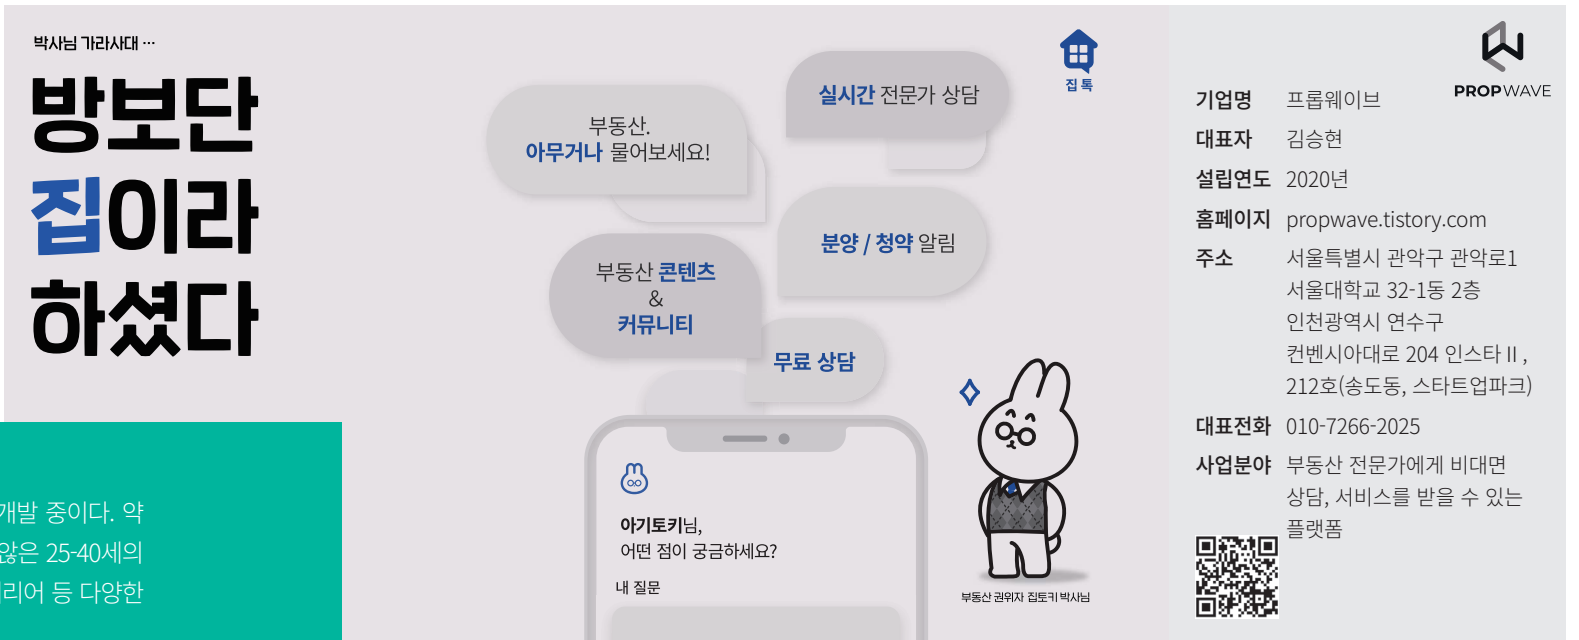 박사님 가라사대 ···
방보단
집이라
하셨다
개발 중이다. 약
않은 25-40세의
리어 등 다양한
부동산.
아무거나 물어보세요!
실시간 전문가 상담
집톡
분양 / 청약 알림
부동산 콘텐츠
&
커뮤니티
무료 상담
아기토키님,
어떤 점이 궁금하세요?
내 질문
부동산 권위자 집토키 박사님
PROPWAVE
기업명 프롭웨이브
대표자 김승현
설립연도 2020년
홈페이지 propwave.tistory.com
주소 서울특별시 관악구 관악로1
서울대학교 32-1동 2층
인천광역시 연수구
컨벤시아대로 204 인스타Ⅱ,
212호(송도동, 스타트업파크)
대표전화 010-7266-2025
사업분야 부동산 전문가에게 비대면
상담, 서비스를 받을 수 있는
플랫폼